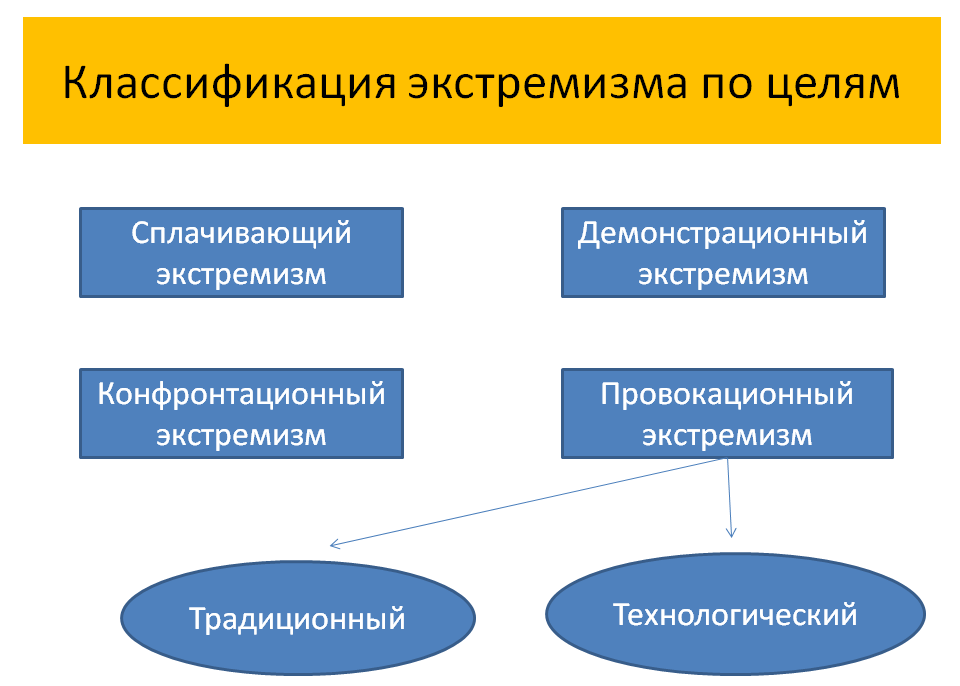 Классификация экстремизма по целям
Сплачивающий
экстремизм
Демонстрационный
экстремизм
Конфронтационный
экстремизм
Провокационный
экстремизм
Традиционный
Технологический